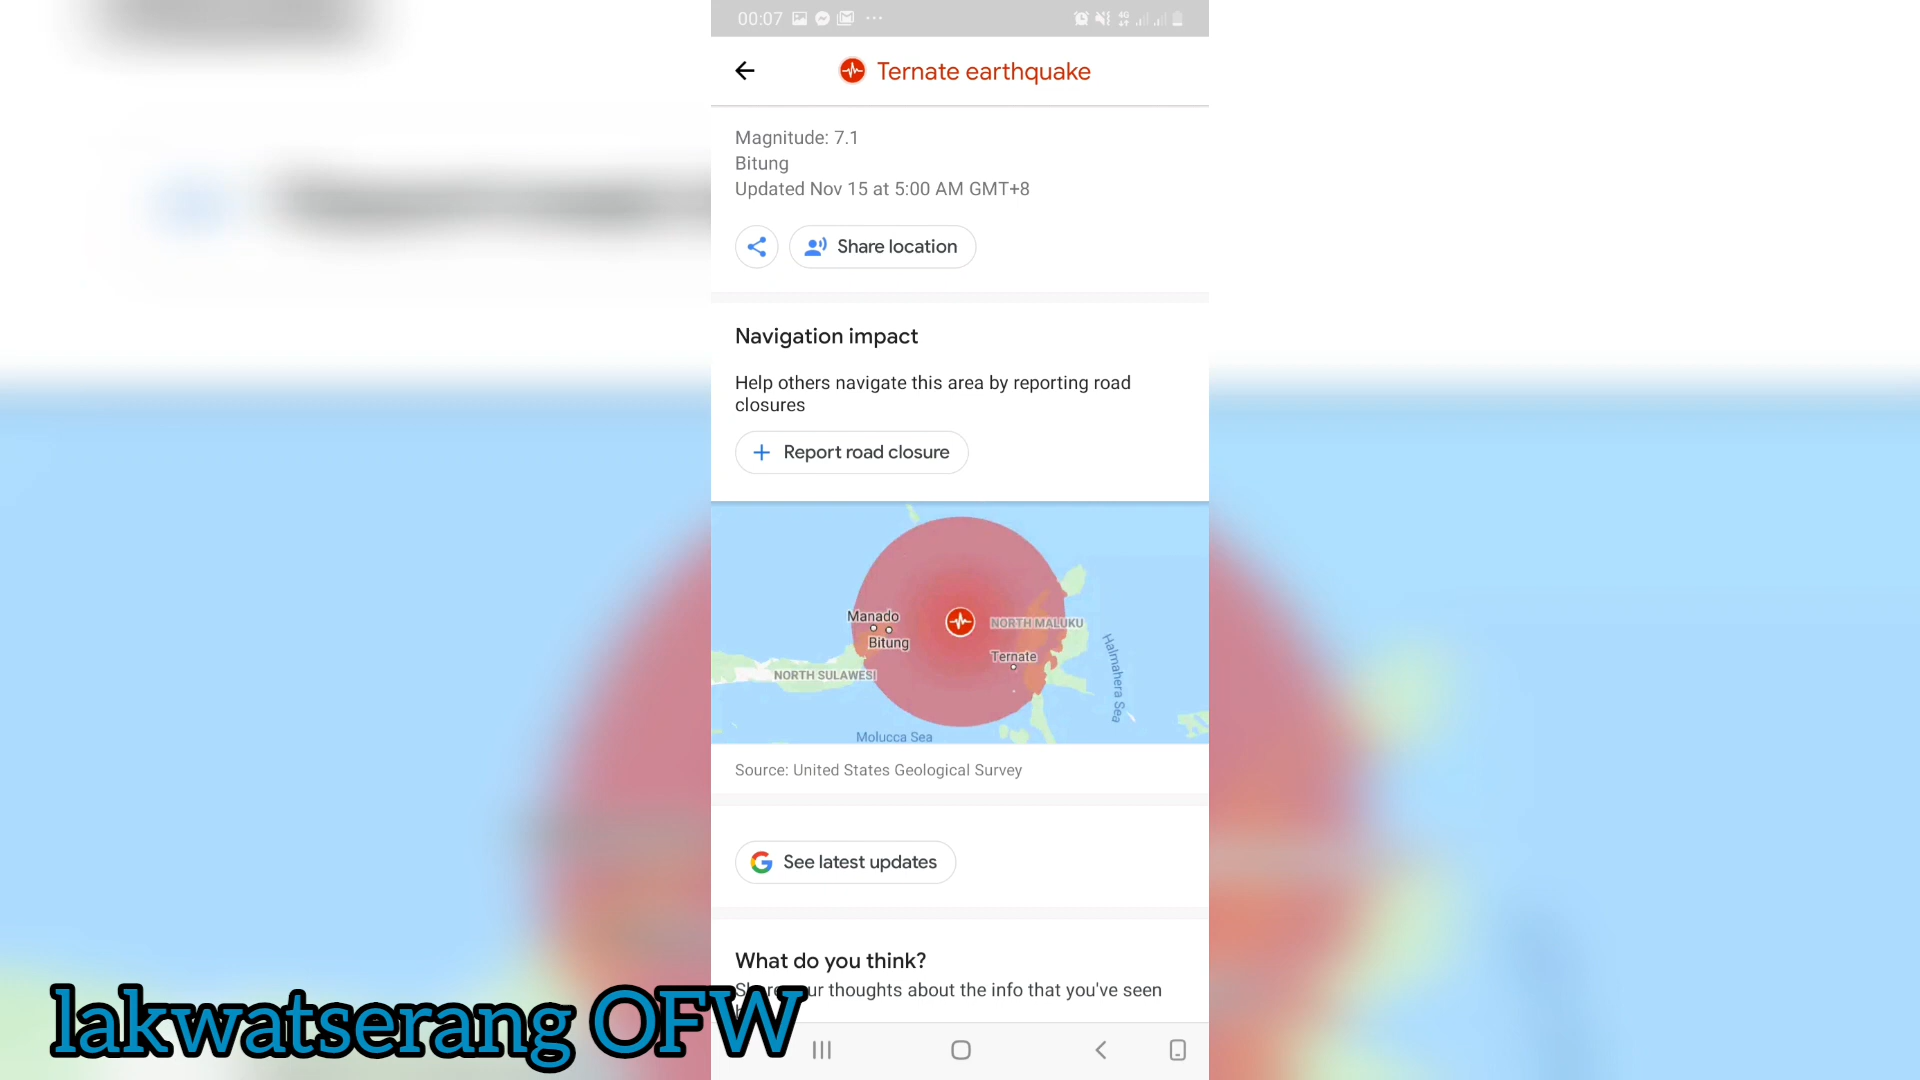 00:07
Ternate earthquake
Magnitude: 7.1
Bitung
Updated Nov 15 at 5:00 AM GMT+8
Share location
Navigation impact
Help others navigate this area by reporting road
closures
+ Report road closure
Manado
Bitung
NORTH MALUKU
Ternate
NORTH SULAWESI
Halmahera Sea
Molucca Sea
Source: United States Geological Survey
See latest updates
What do you think?
thoughts about the info that you've seen
lakwatserang OFW